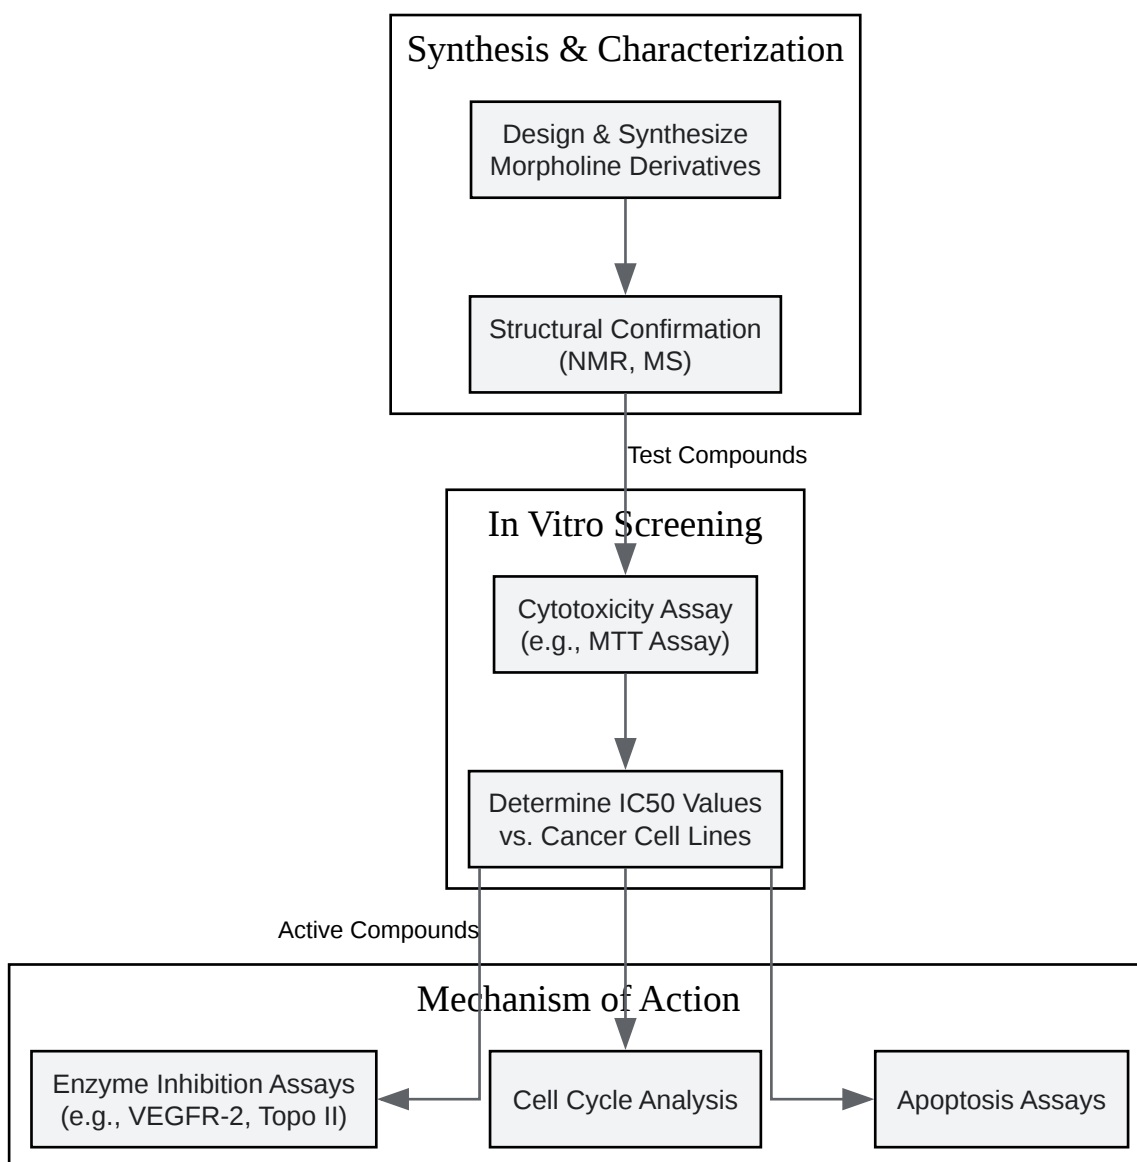 Synthesis & Characterization
Design & Synthesize
Morpholine Derivatives
Structural Confirmation
(NMR, MS)
Test Compounds
In Vitro Screening
Cytotoxicity Assay
(e.g., MTT Assay)
Determine IC50 Values
vs. Cancer Cell Lines
Active Compounds
Mechanism of Action
Enzyme Inhibition Assays
(e.g., VEGFR-2, Topo II)
Cell Cycle Analysis
Apoptosis Assays